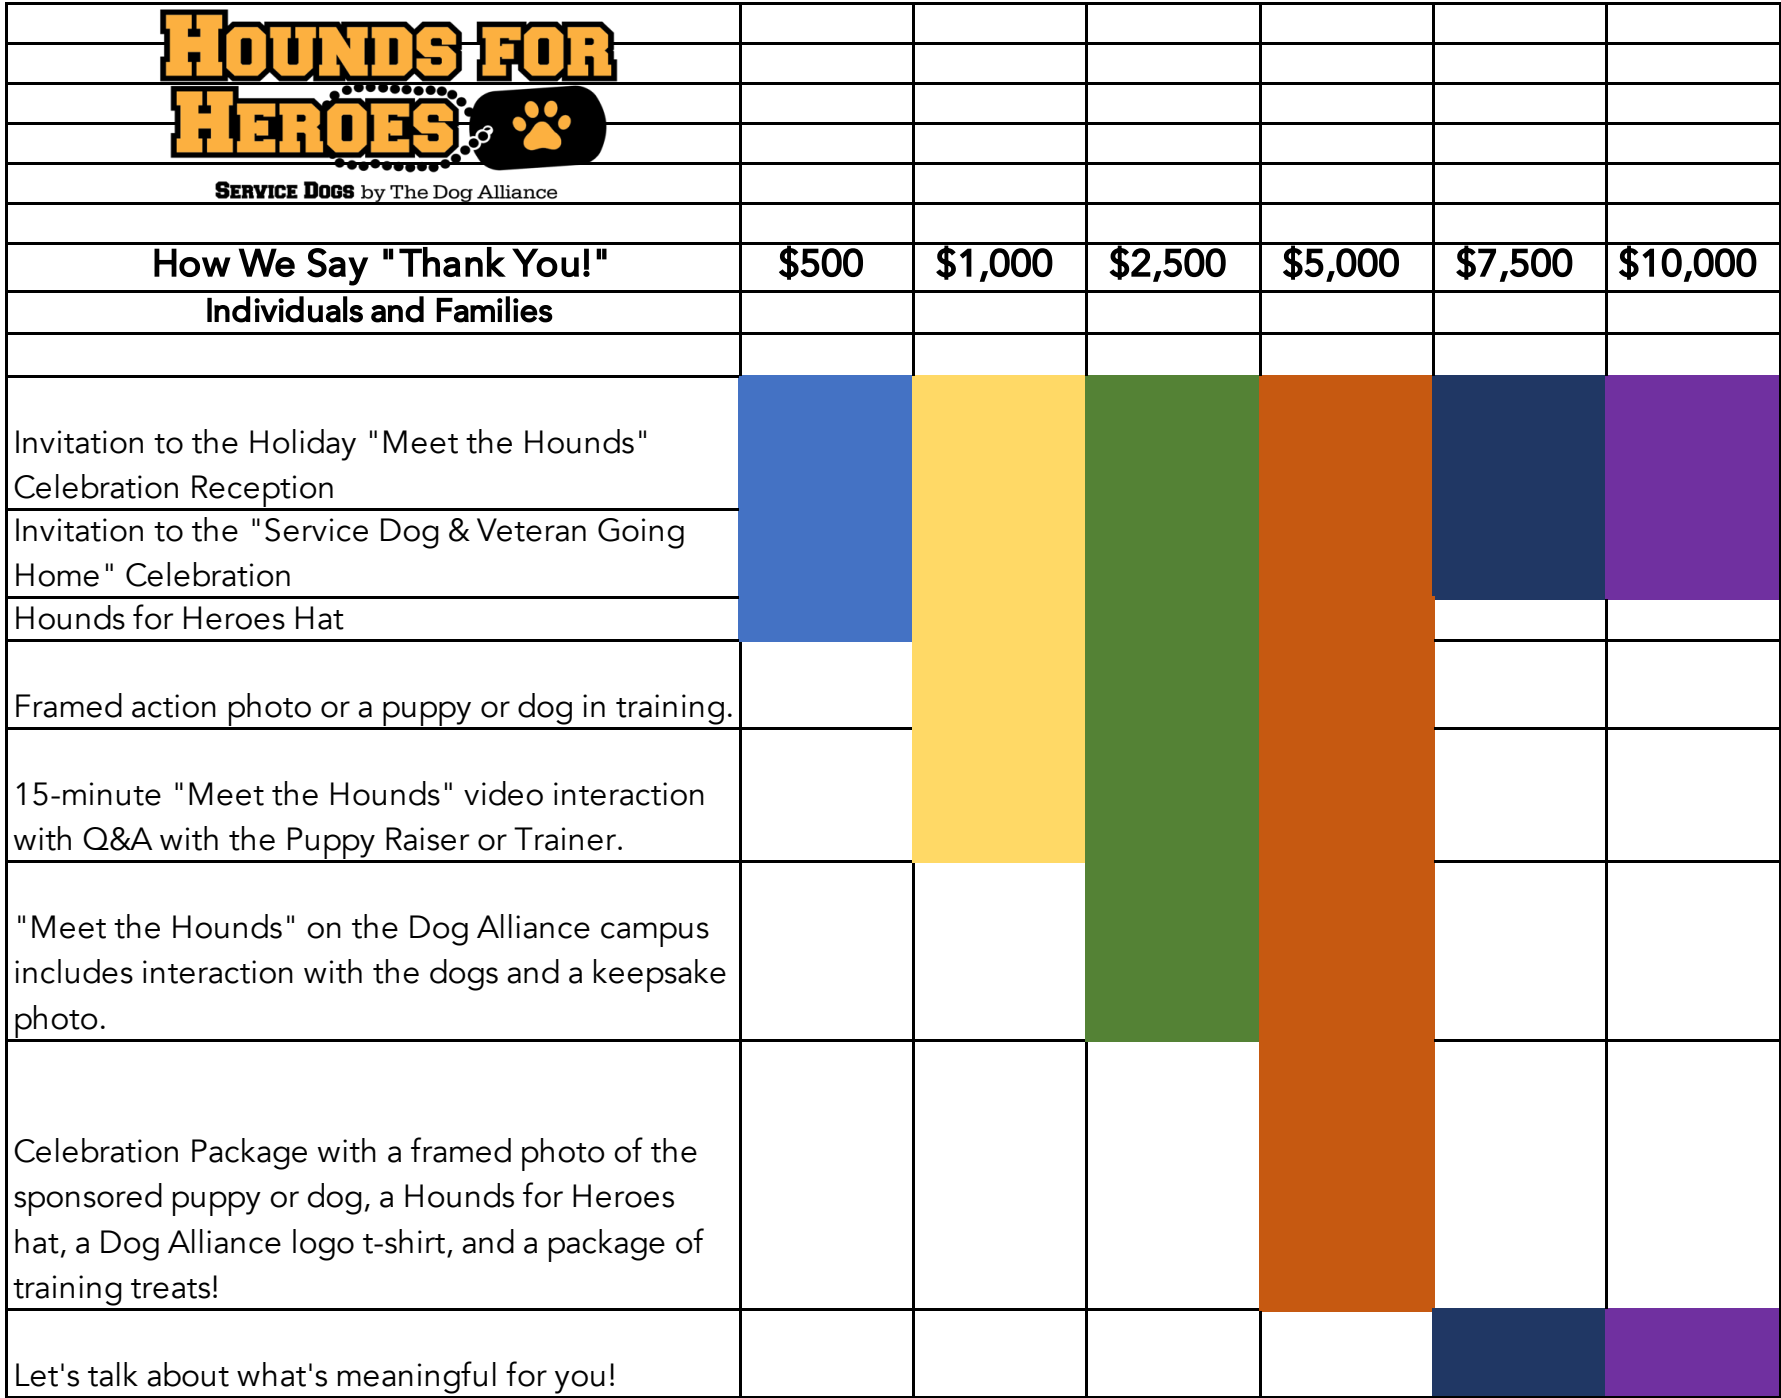 HOUNDS FOR
HEROES
SERVICE DOGS by The Dog Alliance
How We Say "Thank You!" $500 $1,000 $2,500 $5,000 $7,500 $10,000
Individuals and Families
Invitation to the Holiday "Meet the Hounds"
Celebration Reception
Invitation to the "Service Dog & Veteran Going
Home" Celebration
Hounds for Heroes Hat
Framed action photo or a puppy or dog in training.
15-minute "Meet the Hounds" video interaction
with Q&A with the Puppy Raiser or Trainer.
"Meet the Hounds" on the Dog Alliance campus
includes interaction with the dogs and a keepsake
photo.
Celebration Package with a framed photo of the
sponsored puppy or dog, a Hounds for Heroes
hat, a Dog Alliance logo t-shirt, and a package of
training treats!
Let's talk about what's meaningful for you!